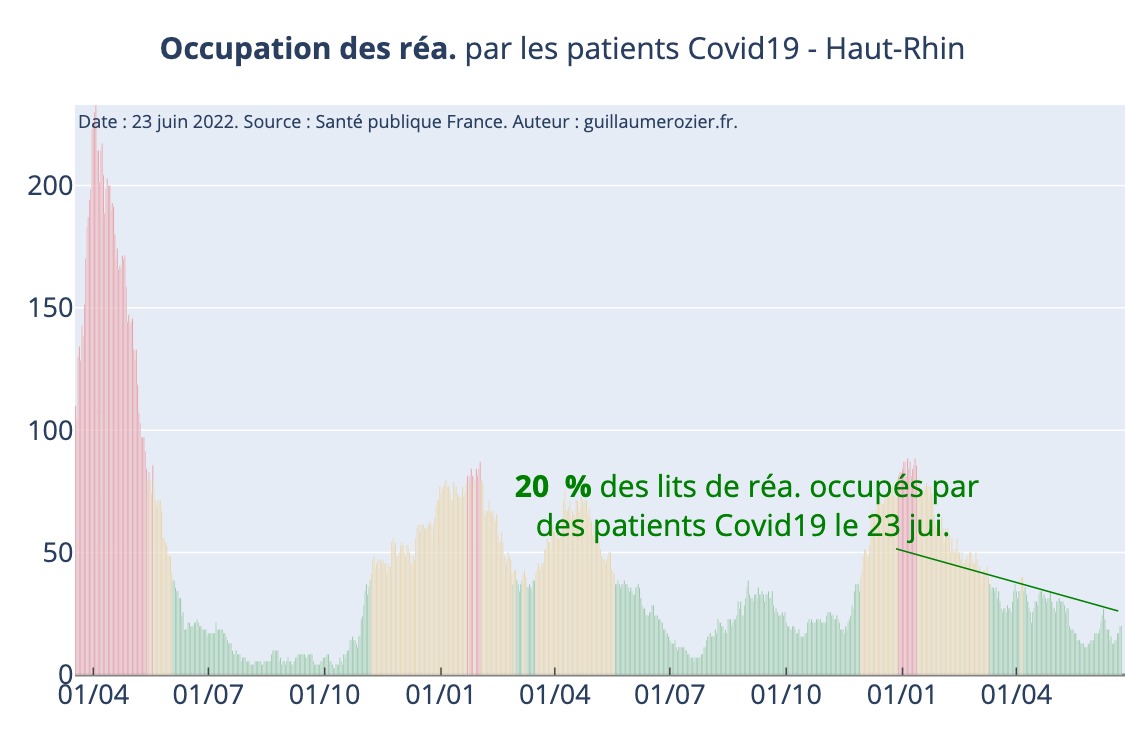 Occupation des réa. par les patients Covid19 - Haut-Rhin
Date : 23 juin 2022. Source : Santé publique France. Auteur : guillaumerozier.fr.
200
150
100
20  % des lits de réa. occupés par
des patients Covid19 le 23 jui.
50
0
01/04 01/07 01/10 01/01 01/04 01/07 01/10 01/01 01/04